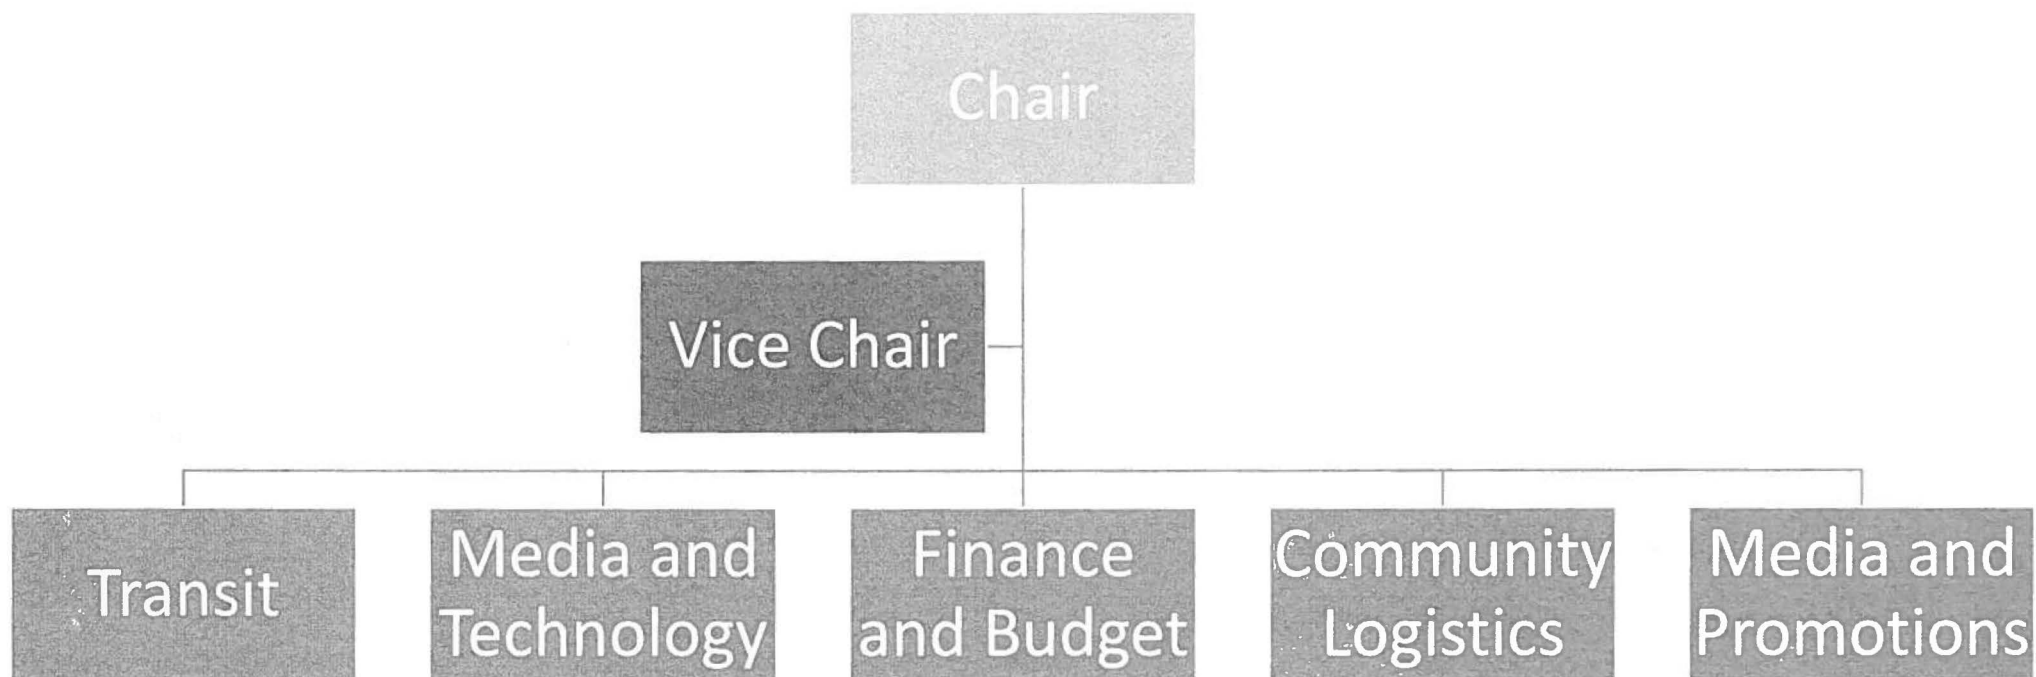 Chair
Vice Chair
Transit
Media and
Technology
Finance
and Budget
Community
Logistics
Media and
Promotions